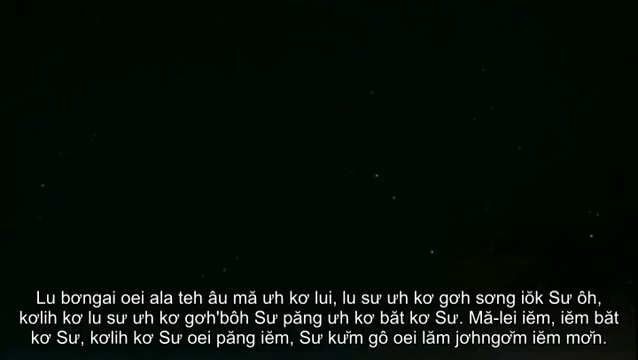 Lu bơngai oei ala teh âu mă ưh kơ lui, lu sư ưh kơ gơh sơng iŏk Sư ôh,
kơlih kơ lu sư ưh kơ gơh'bôh Sư păng ưh kơ băt kơ Sư. Mă-lei iĕm, iĕm băt
kơ Sư, kơlih kơ Sư oei păng iĕm, Sư kư̆m gô oei lăm jơhngơ̆m iĕm mơ̆n.